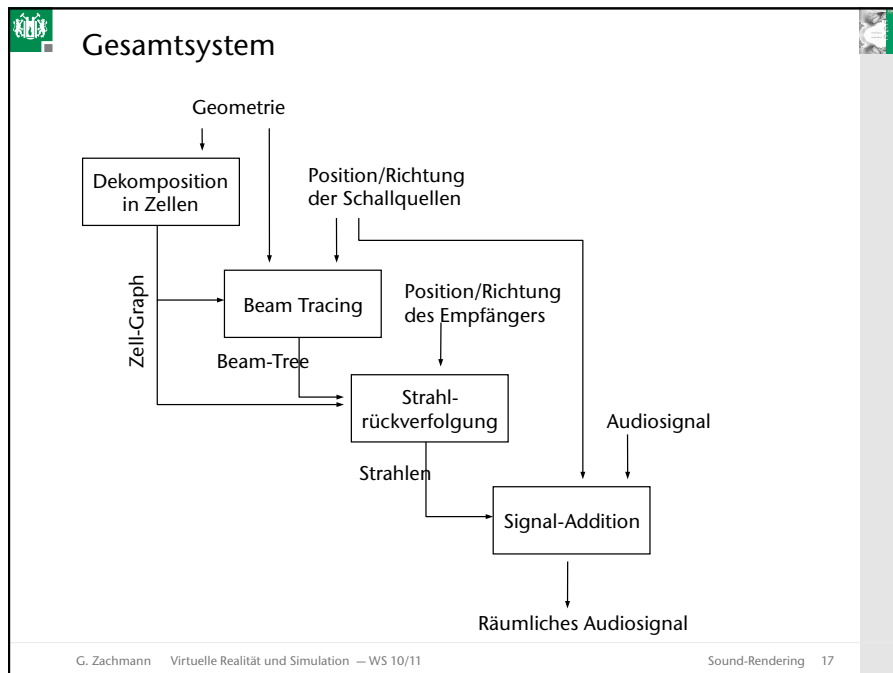 Gesamtsystem
Geometrie
Dekomposition
in Zellen
Position/Richtung
der Schallquellen
Zell-Graph
Beam Tracing
Position/Richtung
des Empfängers
Beam-Tree
Strahl-
rückverfolgung
Audiosignal
Strahlen
Signal-Addition
Räumliches Audiosignal
G. Zachmann Virtuelle Realität und Simulation — WS 10/11 Sound-Rendering 17